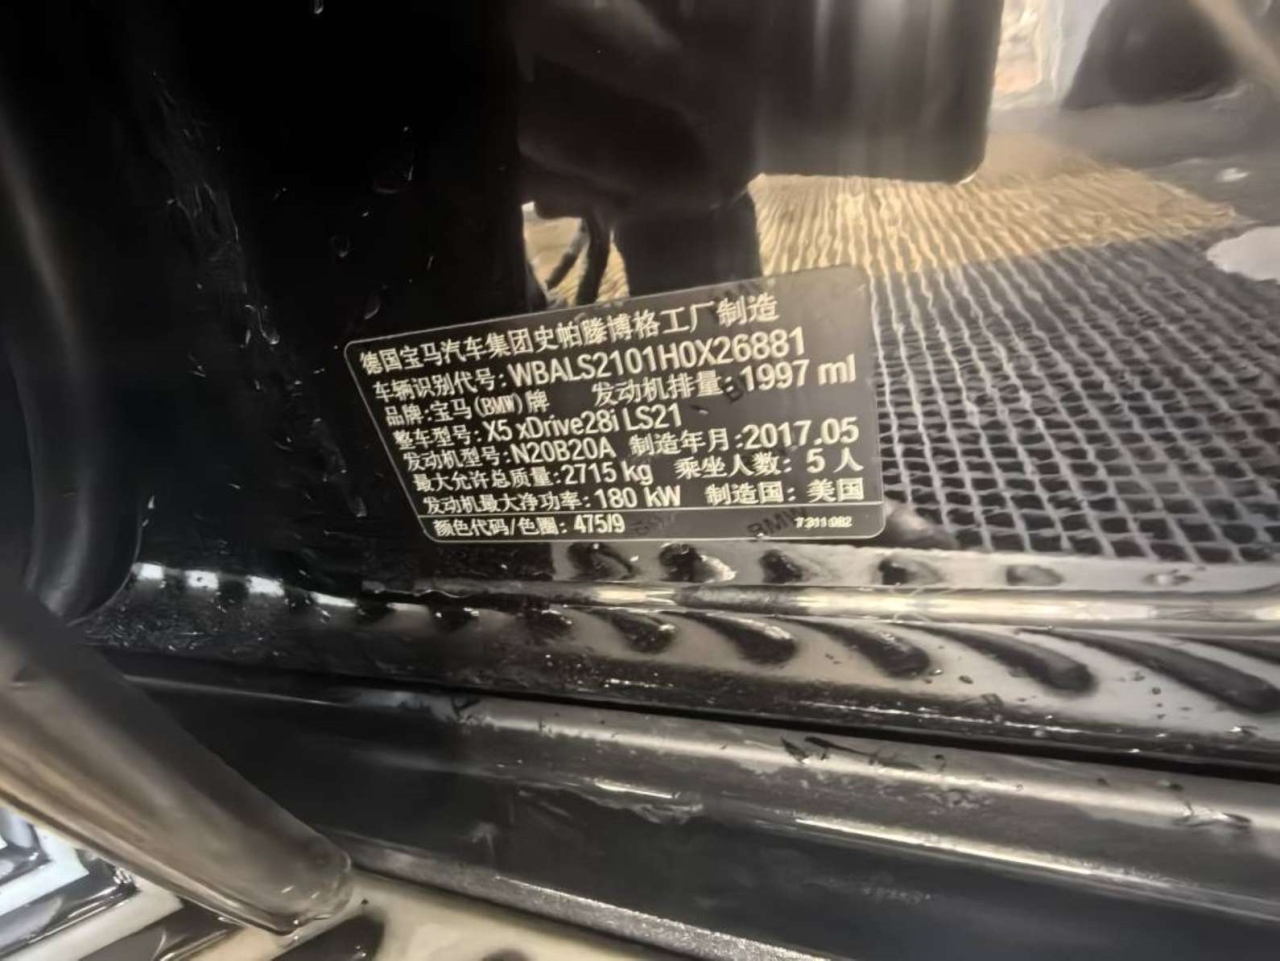 德国宝马汽车集团史帕滕博格工厂制造
车辆识别代号: WBALS2101H0X26881
品牌:宝马(BMW)牌 发动机排量:1997 ml
整车型号: X5 xDrive28i LS21
发动机型号: N20B20A 制造年月:2017.05
最大允许总质量:2715 kg 乘坐人数: 5 人
发动机最大净功率: 180 kW 制造国: 美国
颜色代码/色圈: 475/9